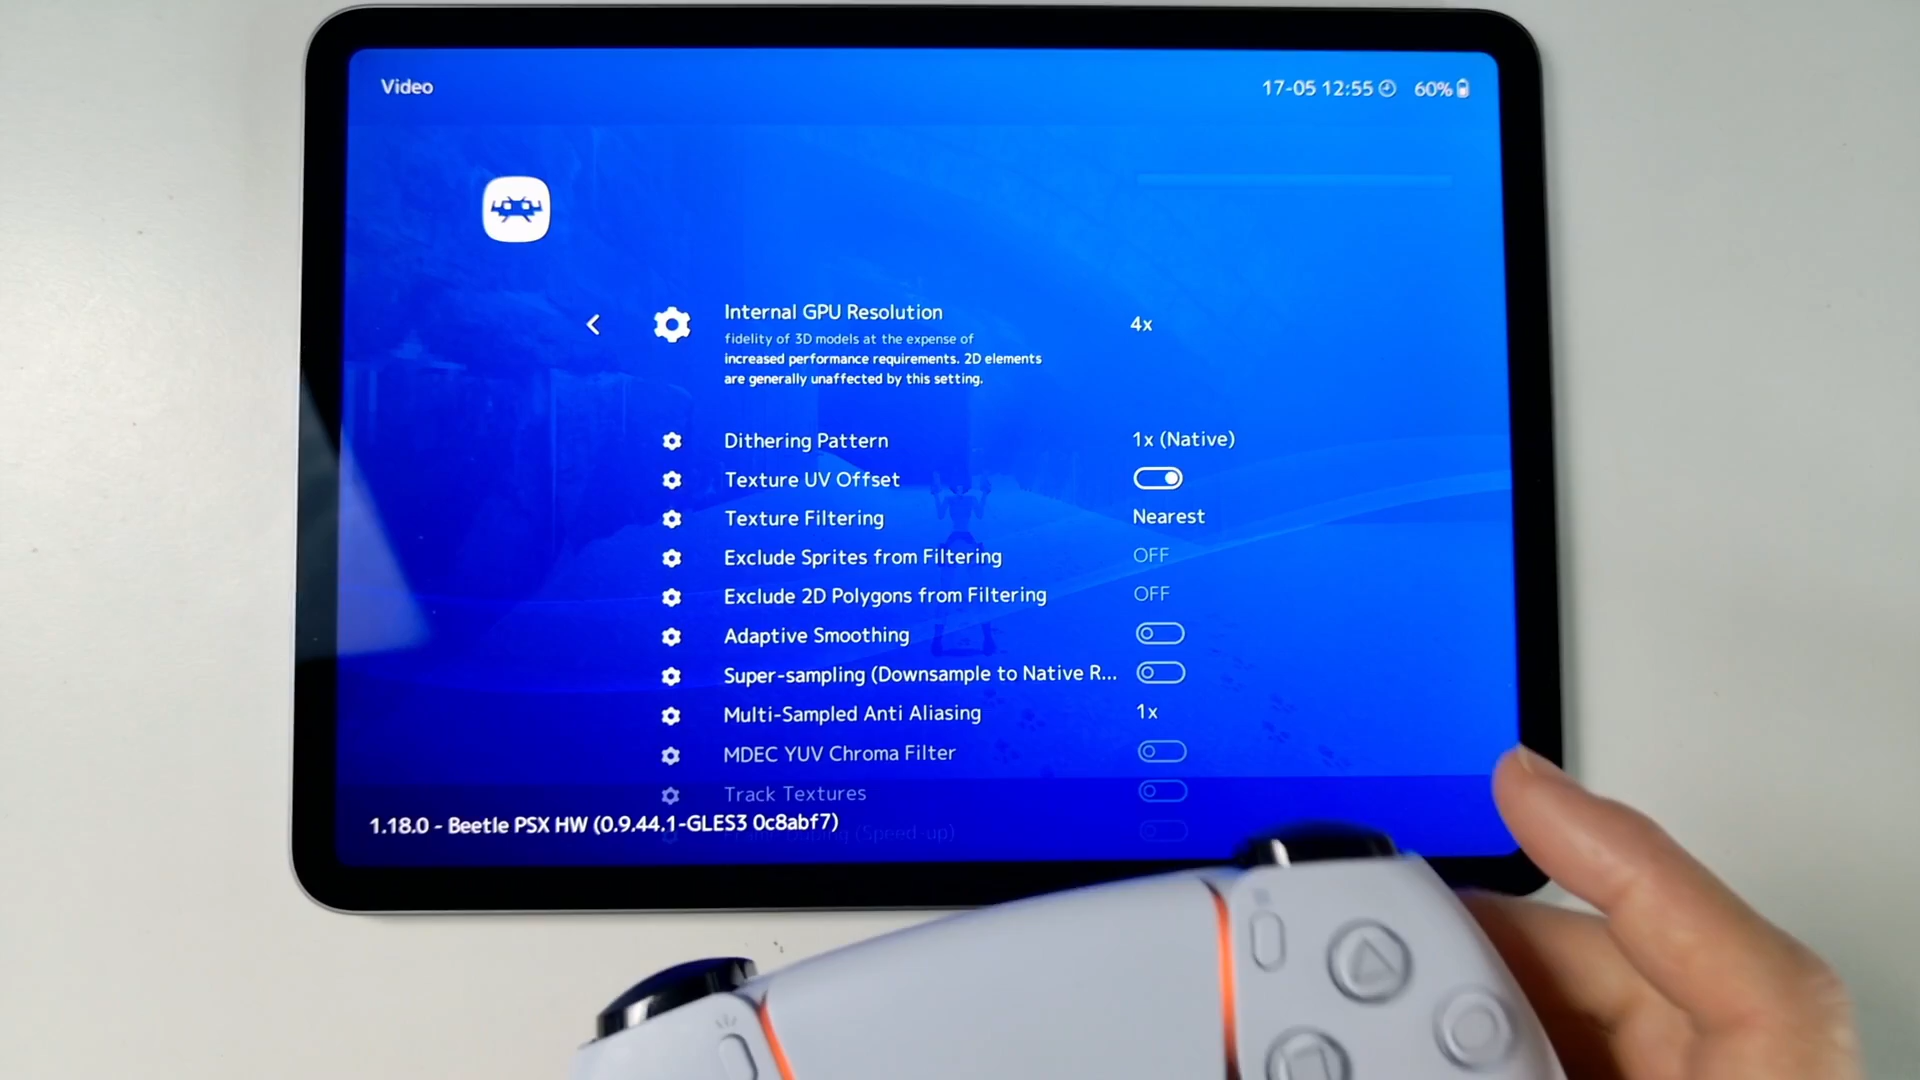 Video
17-05 12:55 60%
Internal GPU Resolution 4x
fidelity of 3D models at the expense of
increased performance requirements. 2D elements
are generally unaffected by this setting.
Dithering Pattern 1x (Native)
Texture UV Offset
Texture Filtering Nearest
Exclude Sprites from Filtering OFF
Exclude 2D Polygons from Filtering OFF
Adaptive Smoothing
Super-sampling (Downsample to Native R...
Multi-Sampled Anti Aliasing 1x
MDEC YUV Chroma Filter
Track Textures
1.18.0 - Beetle PSX HW (0.9.44.1-GLES3 0c8abf7)
(Speed-up)